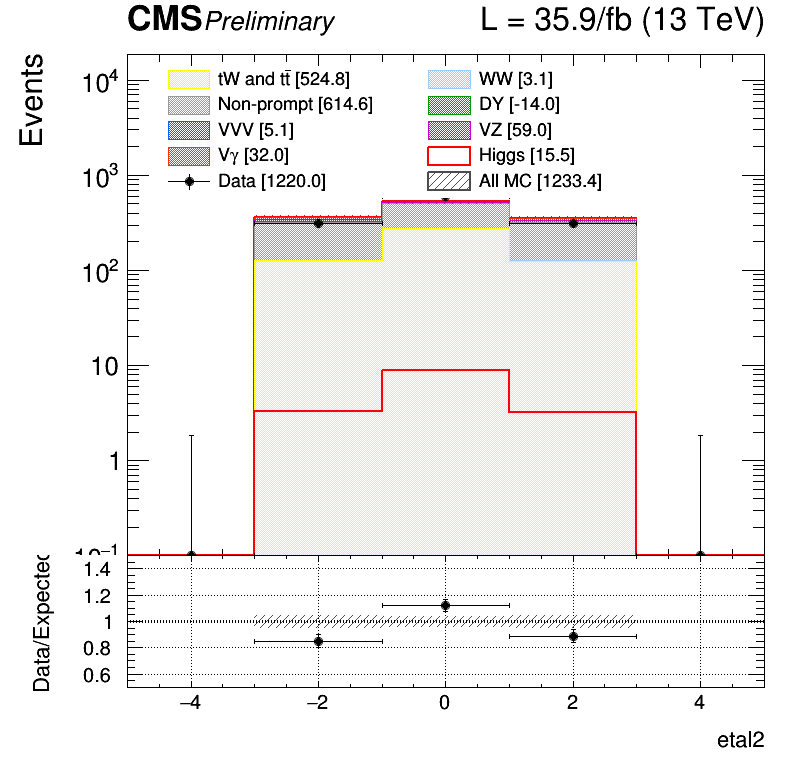 CMS Preliminary L = 35.9/fb (13 TeV)
Events
10⁴
10³
10²
10
1
tW and tt̄ [524.8] WW [3.1]
Non-prompt [614.6] DY [-14.0]
VVV [5.1] VZ [59.0]
Vγ [32.0] Higgs [15.5]
Data [1220.0] All MC [1233.4]
Data/Expected
1.4
1.2
1
0.8
0.6
−4 −2 0 2 4
etal2